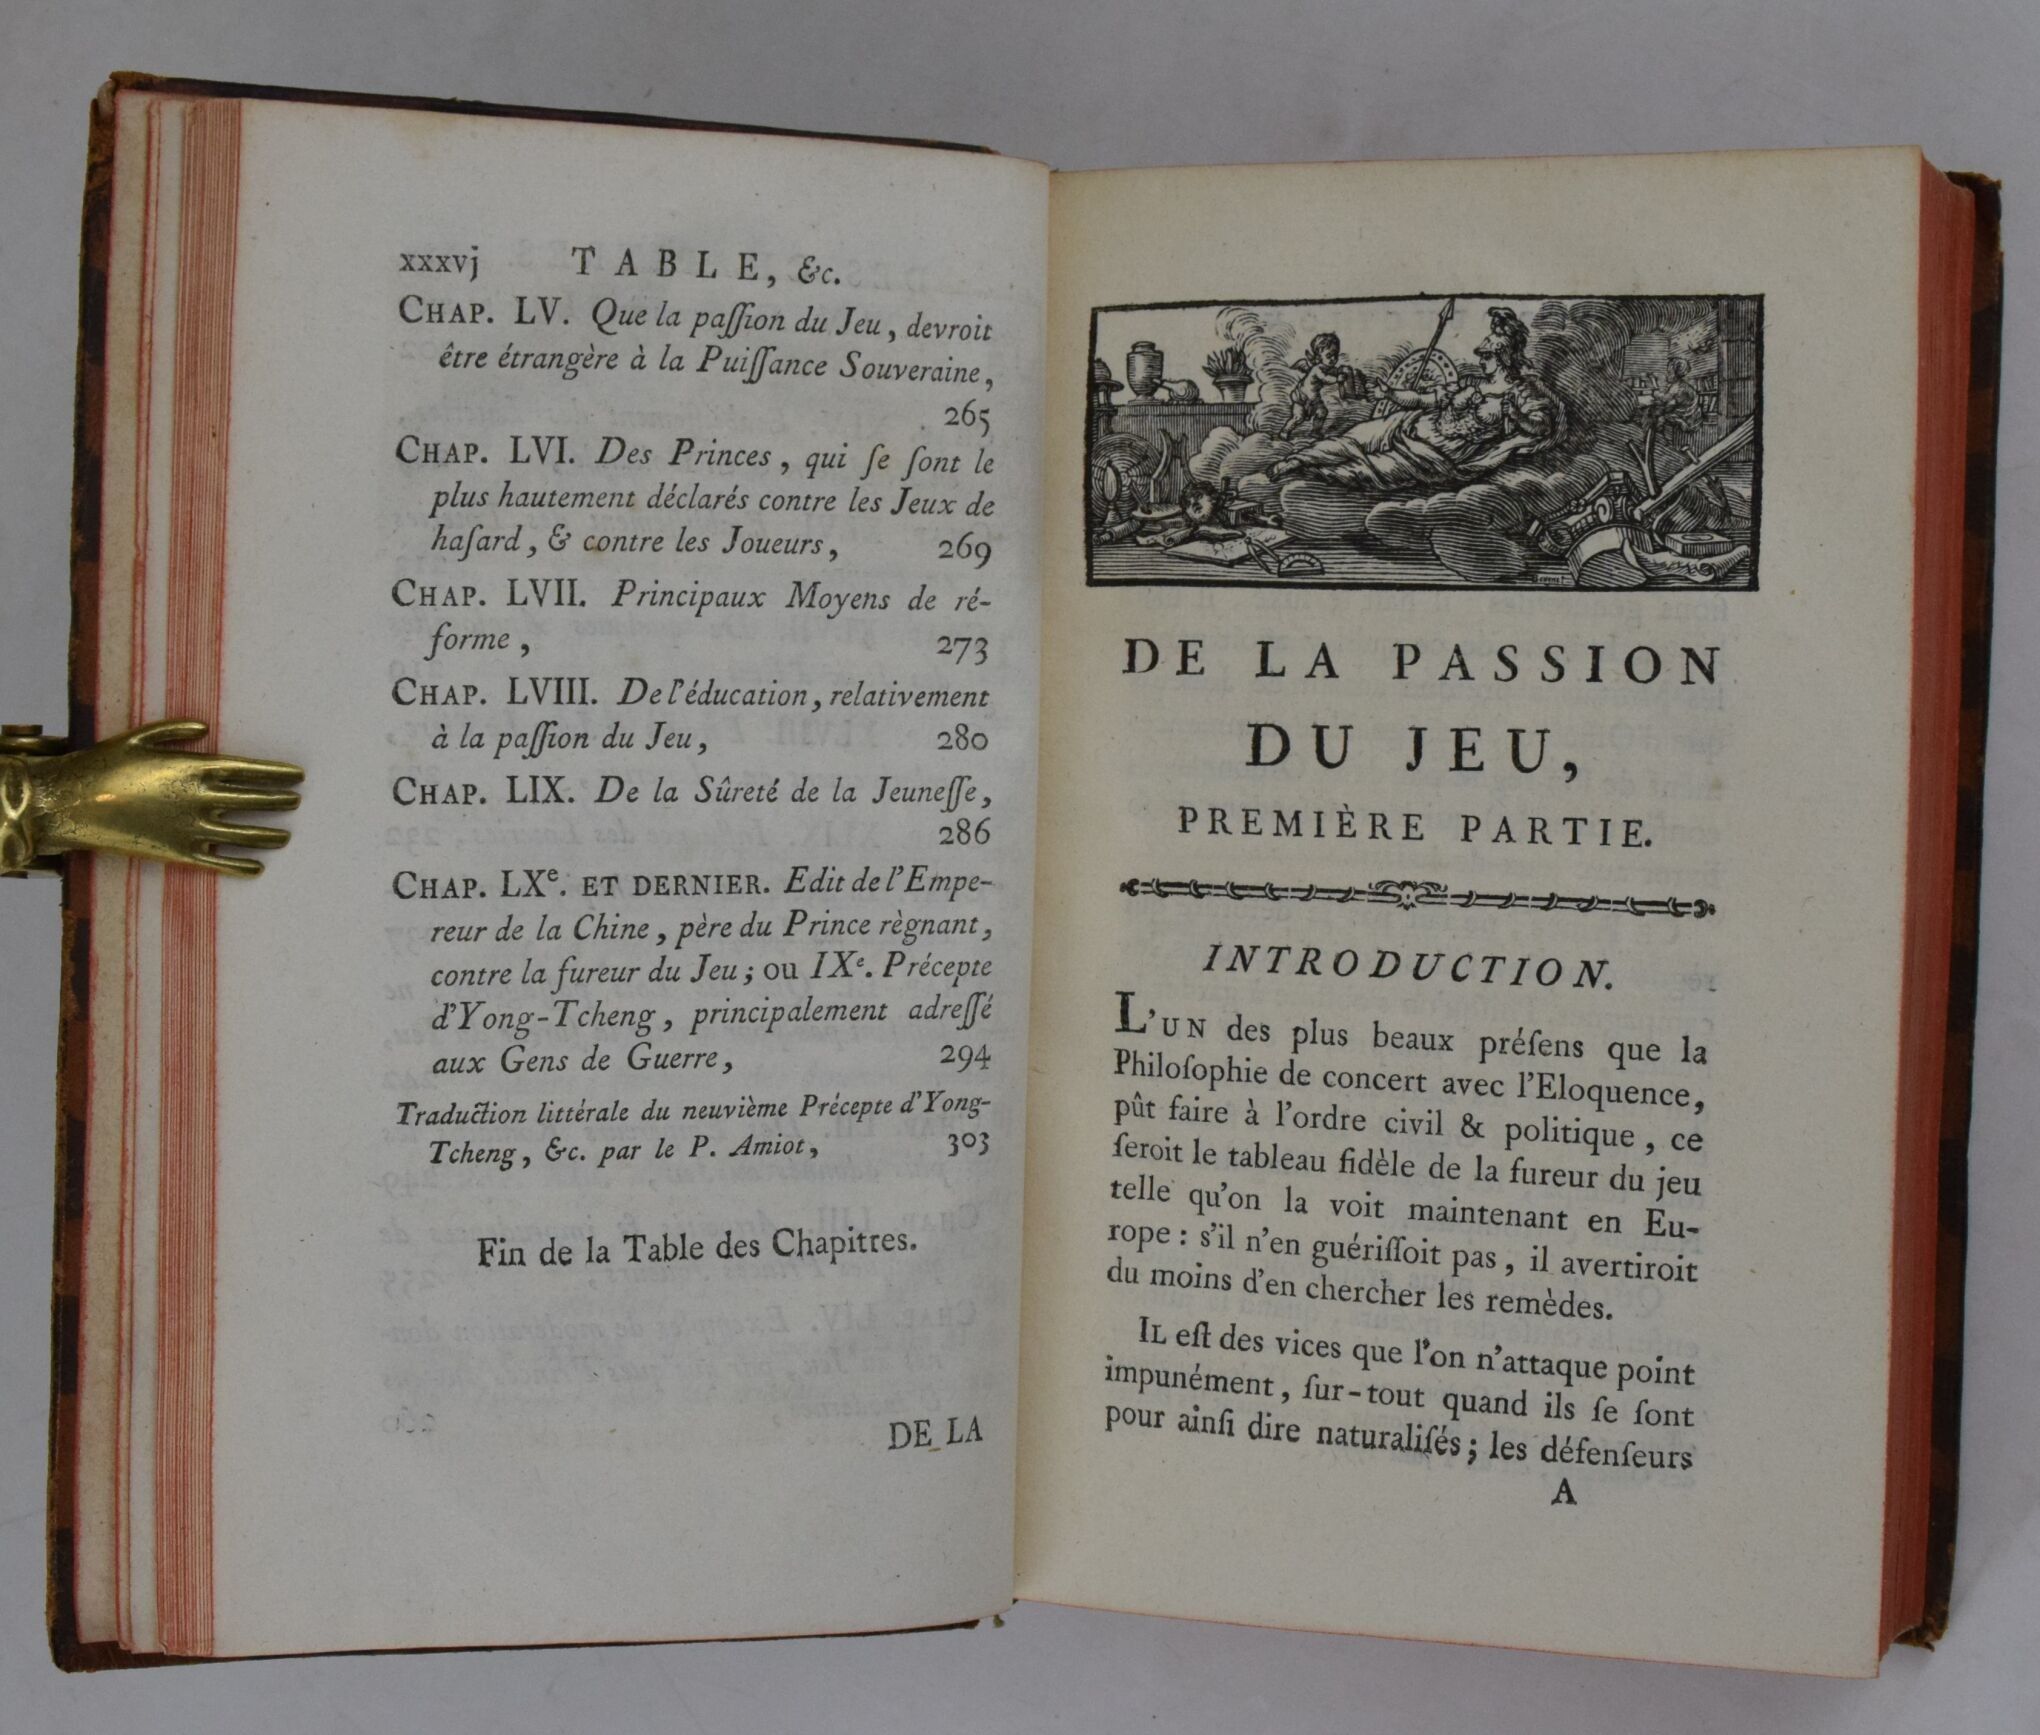 xxxvj TABLE, &c.
CHAP. LV. Que la paſſion du Jeu, devroit
être étrangère à la Puiſſance Souveraine,
265
CHAP. LVI. Des Princes, qui ſe ſont le
plus hautement déclarés contre les Jeux de
haſard, & contre les Joueurs, 269
CHAP. LVII. Principaux Moyens de ré-
forme, 273
CHAP. LVIII. De l'éducation, relativement
à la paſſion du Jeu, 280
CHAP. LIX. De la Sûreté de la Jeuneſſe,
286
CHAP. LXe. ET DERNIER. Edit de l'Empe-
reur de la Chine, père du Prince règnant,
contre la fureur du Jeu; ou IXe. Précepte
d'Yong-Tcheng, principalement adreſſé
aux Gens de Guerre, 294
Traduction littérale du neuvième Précepte d'Yong-
Tcheng, &c. par le P. Amiot, 303
Fin de la Table des Chapitres.
DE LA
DE LA PASSION
DU JEU,
PREMIÈRE PARTIE.
INTRODUCTION.
L'UN des plus beaux préſens que la
Philoſophie de concert avec l'Eloquence,
pût faire à l'ordre civil & politique, ce
ſeroit le tableau fidèle de la fureur du jeu
telle qu'on la voit maintenant en Eu-
rope: s'il n'en guériſſoit pas, il avertiroit
du moins d'en chercher les remèdes.
IL eſt des vices que l'on n'attaque point
impunément, ſur-tout quand ils ſe ſont
pour ainſi dire naturaliſés; les défenſeurs
A